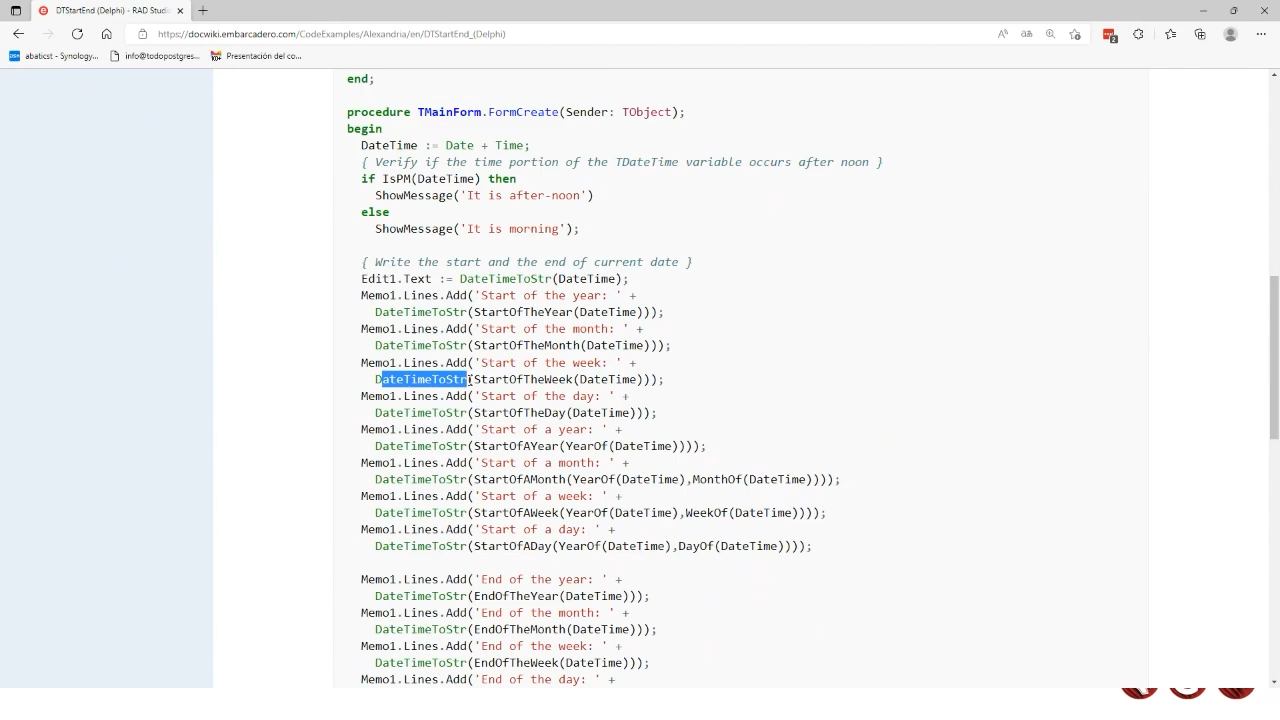 DTStartEnd (Delphi) - RAD Studi
https://docwiki.embarcadero.com/CodeExamples/Alexandria/en/DTStartEnd_(Delphi)
abaticst - Synology...
info@todopostgres...
Presentación del co...
end;
procedure TMainForm.FormCreate(Sender: TObject);
begin
DateTime := Date + Time;
{ Verify if the time portion of the TDateTime variable occurs after noon }
if IsPM(DateTime) then
ShowMessage('It is after-noon')
else
ShowMessage('It is morning');
{ Write the start and the end of current date }
Edit1.Text := DateTimeToStr(DateTime);
Memo1.Lines.Add('Start of the year: ' +
DateTimeToStr(StartOfTheYear(DateTime)));
Memo1.Lines.Add('Start of the month: ' +
DateTimeToStr(StartOfTheMonth(DateTime)));
Memo1.Lines.Add('Start of the week: ' +
DateTimeToStr(StartOfTheWeek(DateTime)));
Memo1.Lines.Add('Start of the day: ' +
DateTimeToStr(StartOfTheDay(DateTime)));
Memo1.Lines.Add('Start of a year: ' +
DateTimeToStr(StartOfAYear(YearOf(DateTime))));
Memo1.Lines.Add('Start of a month: ' +
DateTimeToStr(StartOfAMonth(YearOf(DateTime),MonthOf(DateTime))));
Memo1.Lines.Add('Start of a week: ' +
DateTimeToStr(StartOfAWeek(YearOf(DateTime),WeekOf(DateTime))));
Memo1.Lines.Add('Start of a day: ' +
DateTimeToStr(StartOfADay(YearOf(DateTime),DayOf(DateTime))));
Memo1.Lines.Add('End of the year: ' +
DateTimeToStr(EndOfTheYear(DateTime)));
Memo1.Lines.Add('End of the month: ' +
DateTimeToStr(EndOfTheMonth(DateTime)));
Memo1.Lines.Add('End of the week: ' +
DateTimeToStr(EndOfTheWeek(DateTime)));
Memo1.Lines.Add('End of the day: ' +